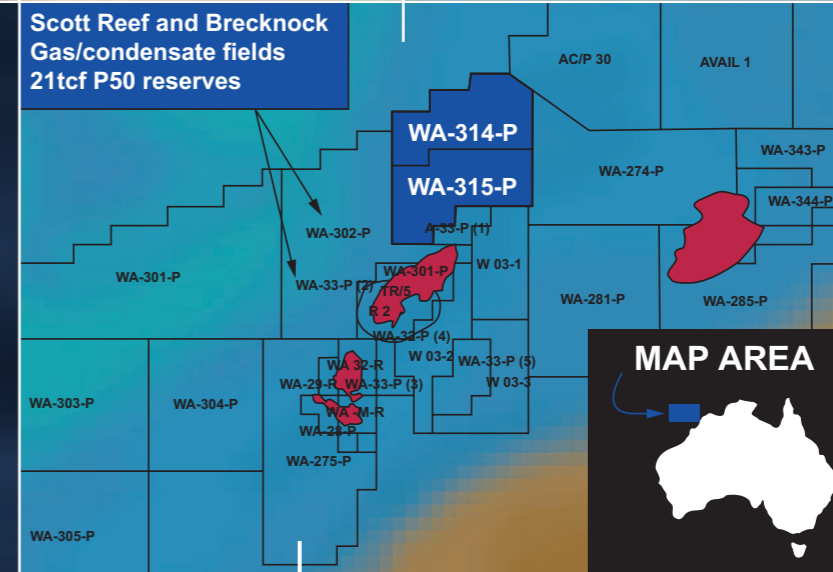 Scott Reef and Brecknock
Gas/condensate fields
21tcf P50 reserves
AC/P 30
AVAIL 1
WA-314-P
WA-343-P
WA-274-P
WA-315-P
WA-344-P
A-33-P (1)
WA-302-P
W 03-1
WA-301-P
WA-301-P
WA-33-P (2)
TR/5
WA-281-P
WA-285-P
R 2
WA-32-P (4)
W 03-2
WA-33-P (5)
MAP AREA
WA 32-R
WA-29-R
WA-33-P (3)
W 03-3
WA-303-P
WA-304-P
WA -M-R
WA-28-P
WA-275-P
WA-305-P